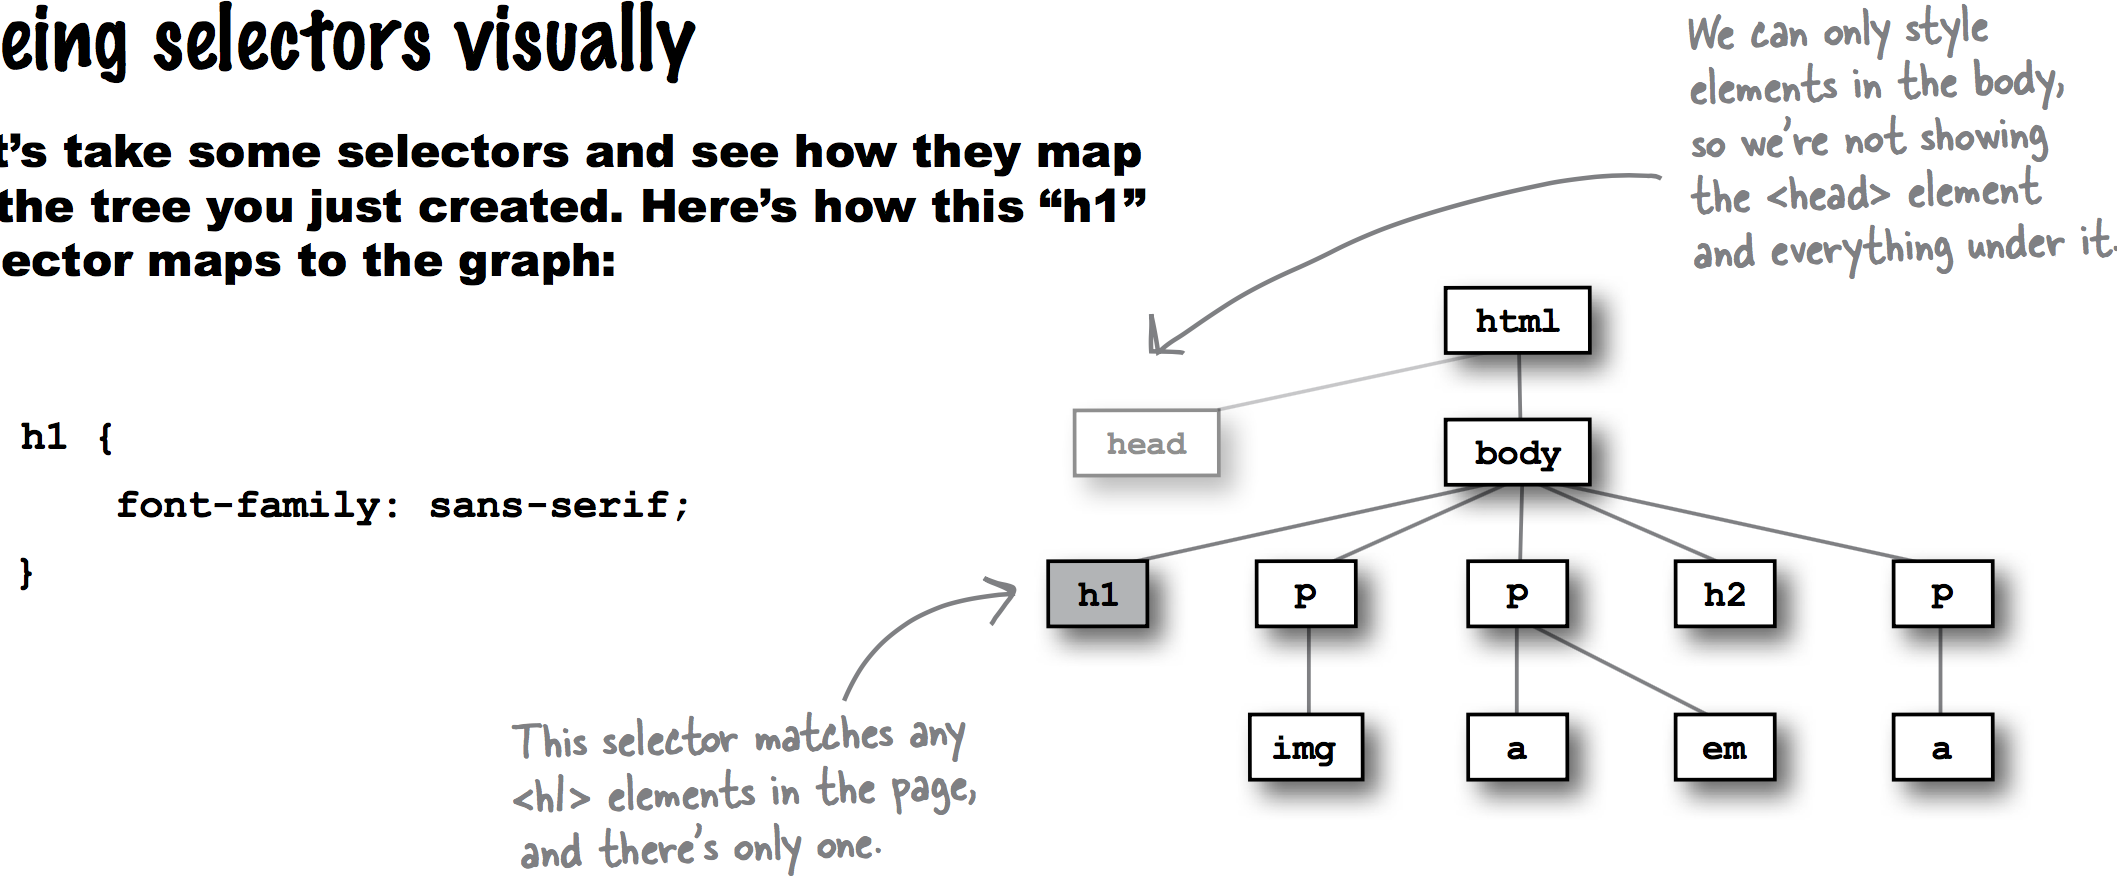 eing selectors visually
t's take some selectors and see how they map
the tree you just created. Here's how this “h1”
ector maps to the graph:
We can only style
elements in the body,
so we're not showing
the <head> element
and everything under it.
h1 {
font-family: sans-serif;
}
html
head
body
h1
p
p
h2
p
img
a
em
a
This selector matches any
<h1> elements in the page,
and there's only one.